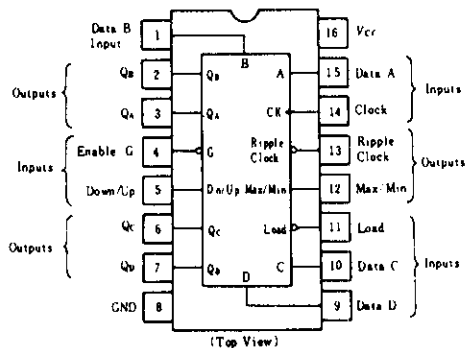 Data B
Input
1
16
Vcc
B
Outputs
QB
2
QB
A
15
Data A
Inputs
QA
3
QA
CK
14
Clock
Inputs
Enable G
4
G
Ripple
Clock
13
Ripple
Clock
Outputs
Down/Up
5
Dn/Up
Max/Min
12
Max/Min
Outputs
QC
6
QC
Load
11
Load
Inputs
QD
7
C
10
Data C
GND
8
D
9
Data D
(Top View)